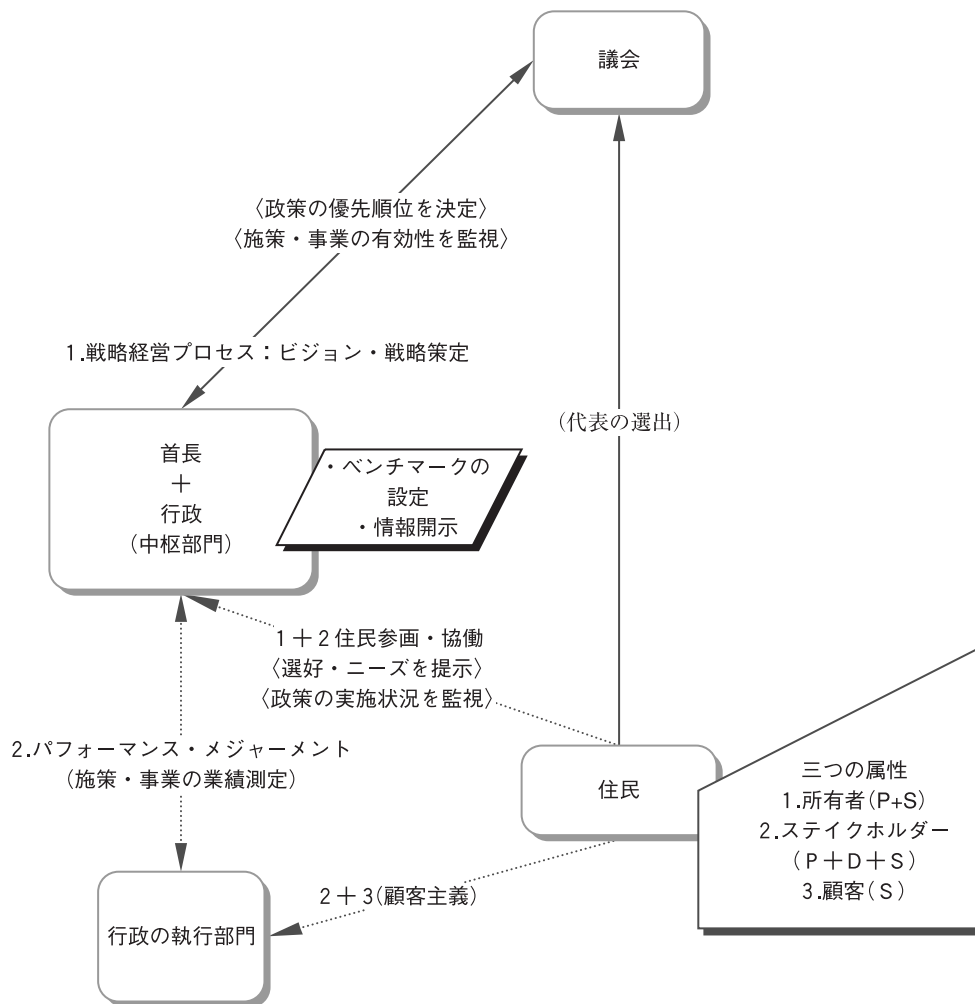 議会
〈政策の優先順位を決定〉
〈施策・事業の有効性を監視〉
1.戦略経営プロセス：ビジョン・戦略策定
(代表の選出)
首長
＋
行政
(中枢部門)
・ベンチマークの
設定
・情報開示
1＋2住民参画・協働
〈選好・ニーズを提示〉
〈政策の実施状況を監視〉
2.パフォーマンス・メジャーメント
(施策・事業の業績測定)
住民
三つの属性
1.所有者(P+S)
2.ステイクホルダー
(P＋D＋S)
3.顧客(S)
2＋3(顧客主義)
行政の執行部門